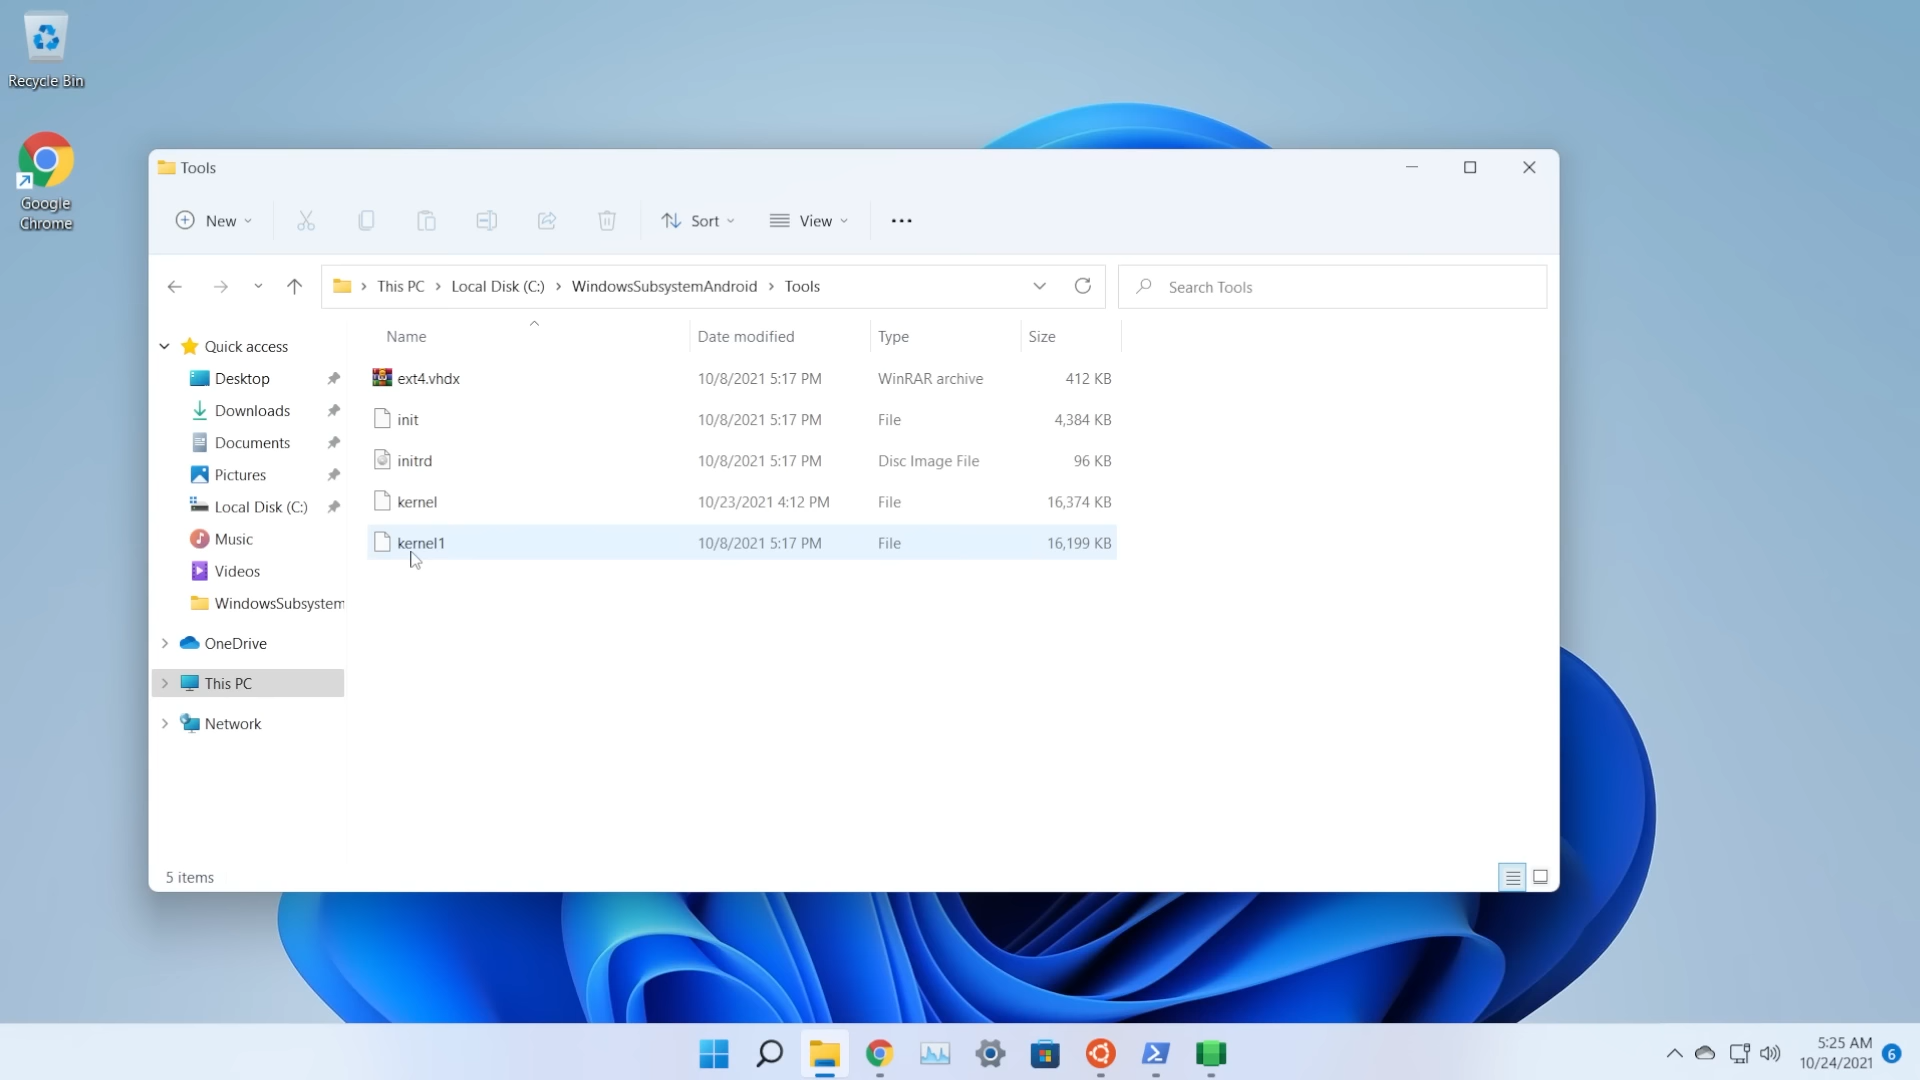 Recycle Bin
Google
Chrome
Tools
New
Sort
View
This PC
Local Disk (C:)
WindowsSubsystemAndroid
Tools
Search Tools
Name
Date modified
Type
Size
ext4.vhdx 10/8/2021 5:17 PM WinRAR archive 412 KB
init 10/8/2021 5:17 PM File 4,384 KB
initrd 10/8/2021 5:17 PM Disc Image File 96 KB
kernel 10/23/2021 4:12 PM File 16,374 KB
kernel1 10/8/2021 5:17 PM File 16,199 KB
Quick access
Desktop
Downloads
Documents
Pictures
Local Disk (C:)
Music
Videos
WindowsSubsystem
OneDrive
This PC
Network
5 items
5:25 AM
10/24/2021
6